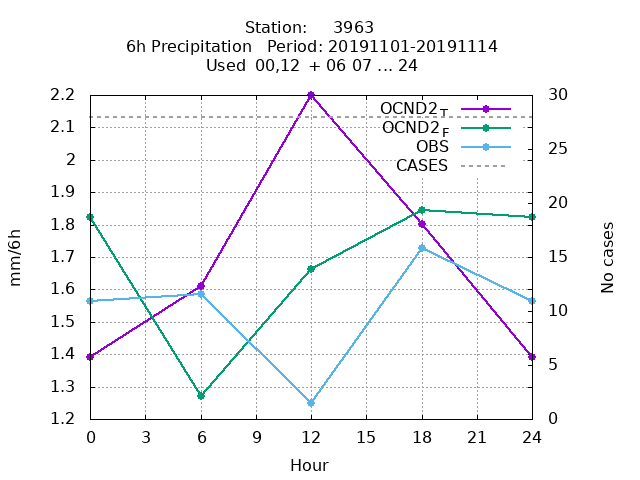 Station: 3963
6h Precipitation Period: 20191101-20191114
Used 00,12 + 06 07 ... 24
OCND2T
OCND2F
OBS
CASES
2.2
2.1
2
1.9
1.8
1.7
1.6
1.5
1.4
1.3
1.2
30
25
20
15
10
5
0
mm/6h
No cases
0 3 6 9 12 15 18 21 24
Hour